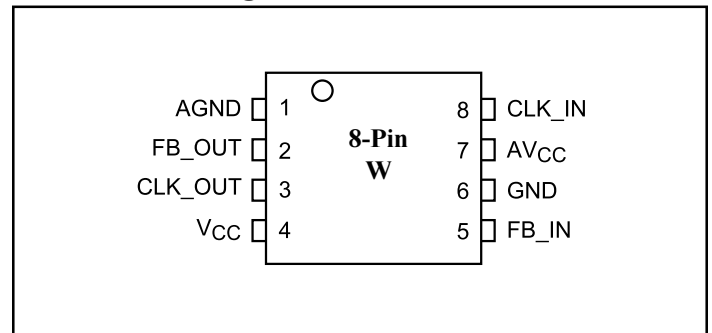 AGND 1 8 CLK_IN
FB_OUT 2 8-Pin 7 AVCC
CLK_OUT 3 W 6 GND
VCC 4 5 FB_IN